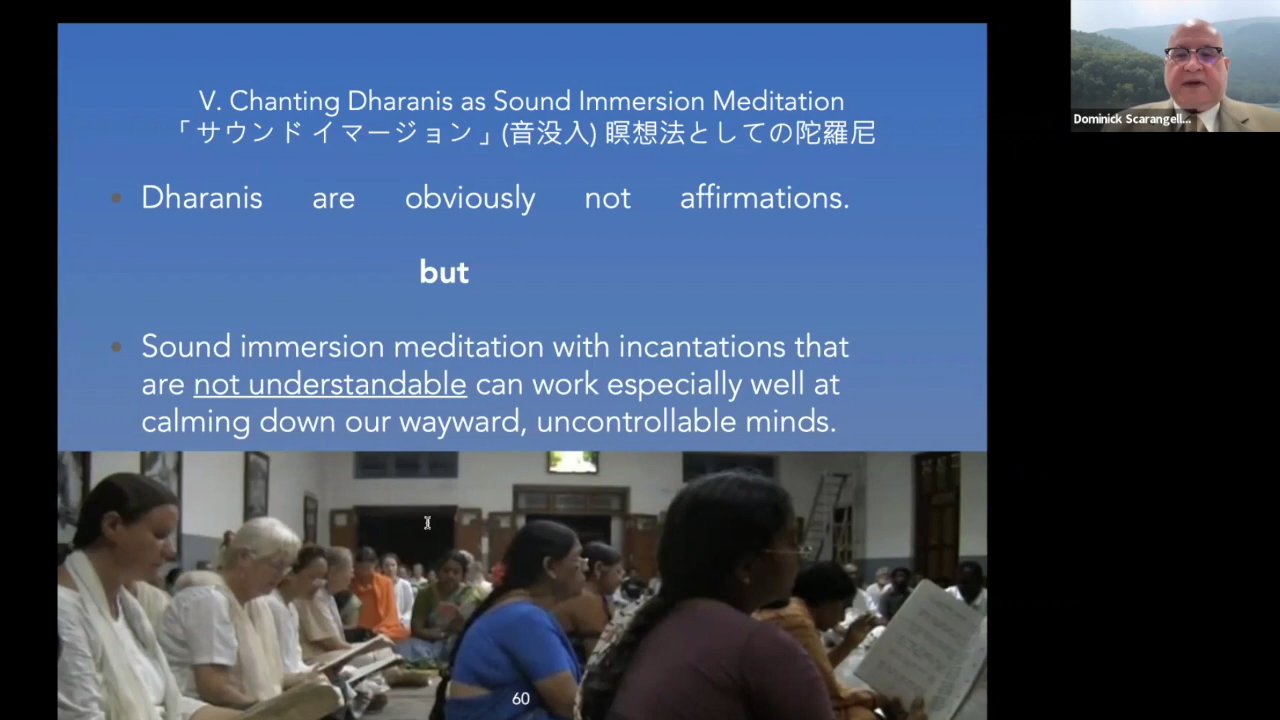 V. Chanting Dharanis as Sound Immersion Meditation
「サウンド イマージョン」(音没入) 瞑想法としての陀羅尼
• Dharanis are obviously not affirmations.
but
• Sound immersion meditation with incantations that
are not understandable can work especially well at
calming down our wayward, uncontrollable minds.
60
Dominick Scarangell...